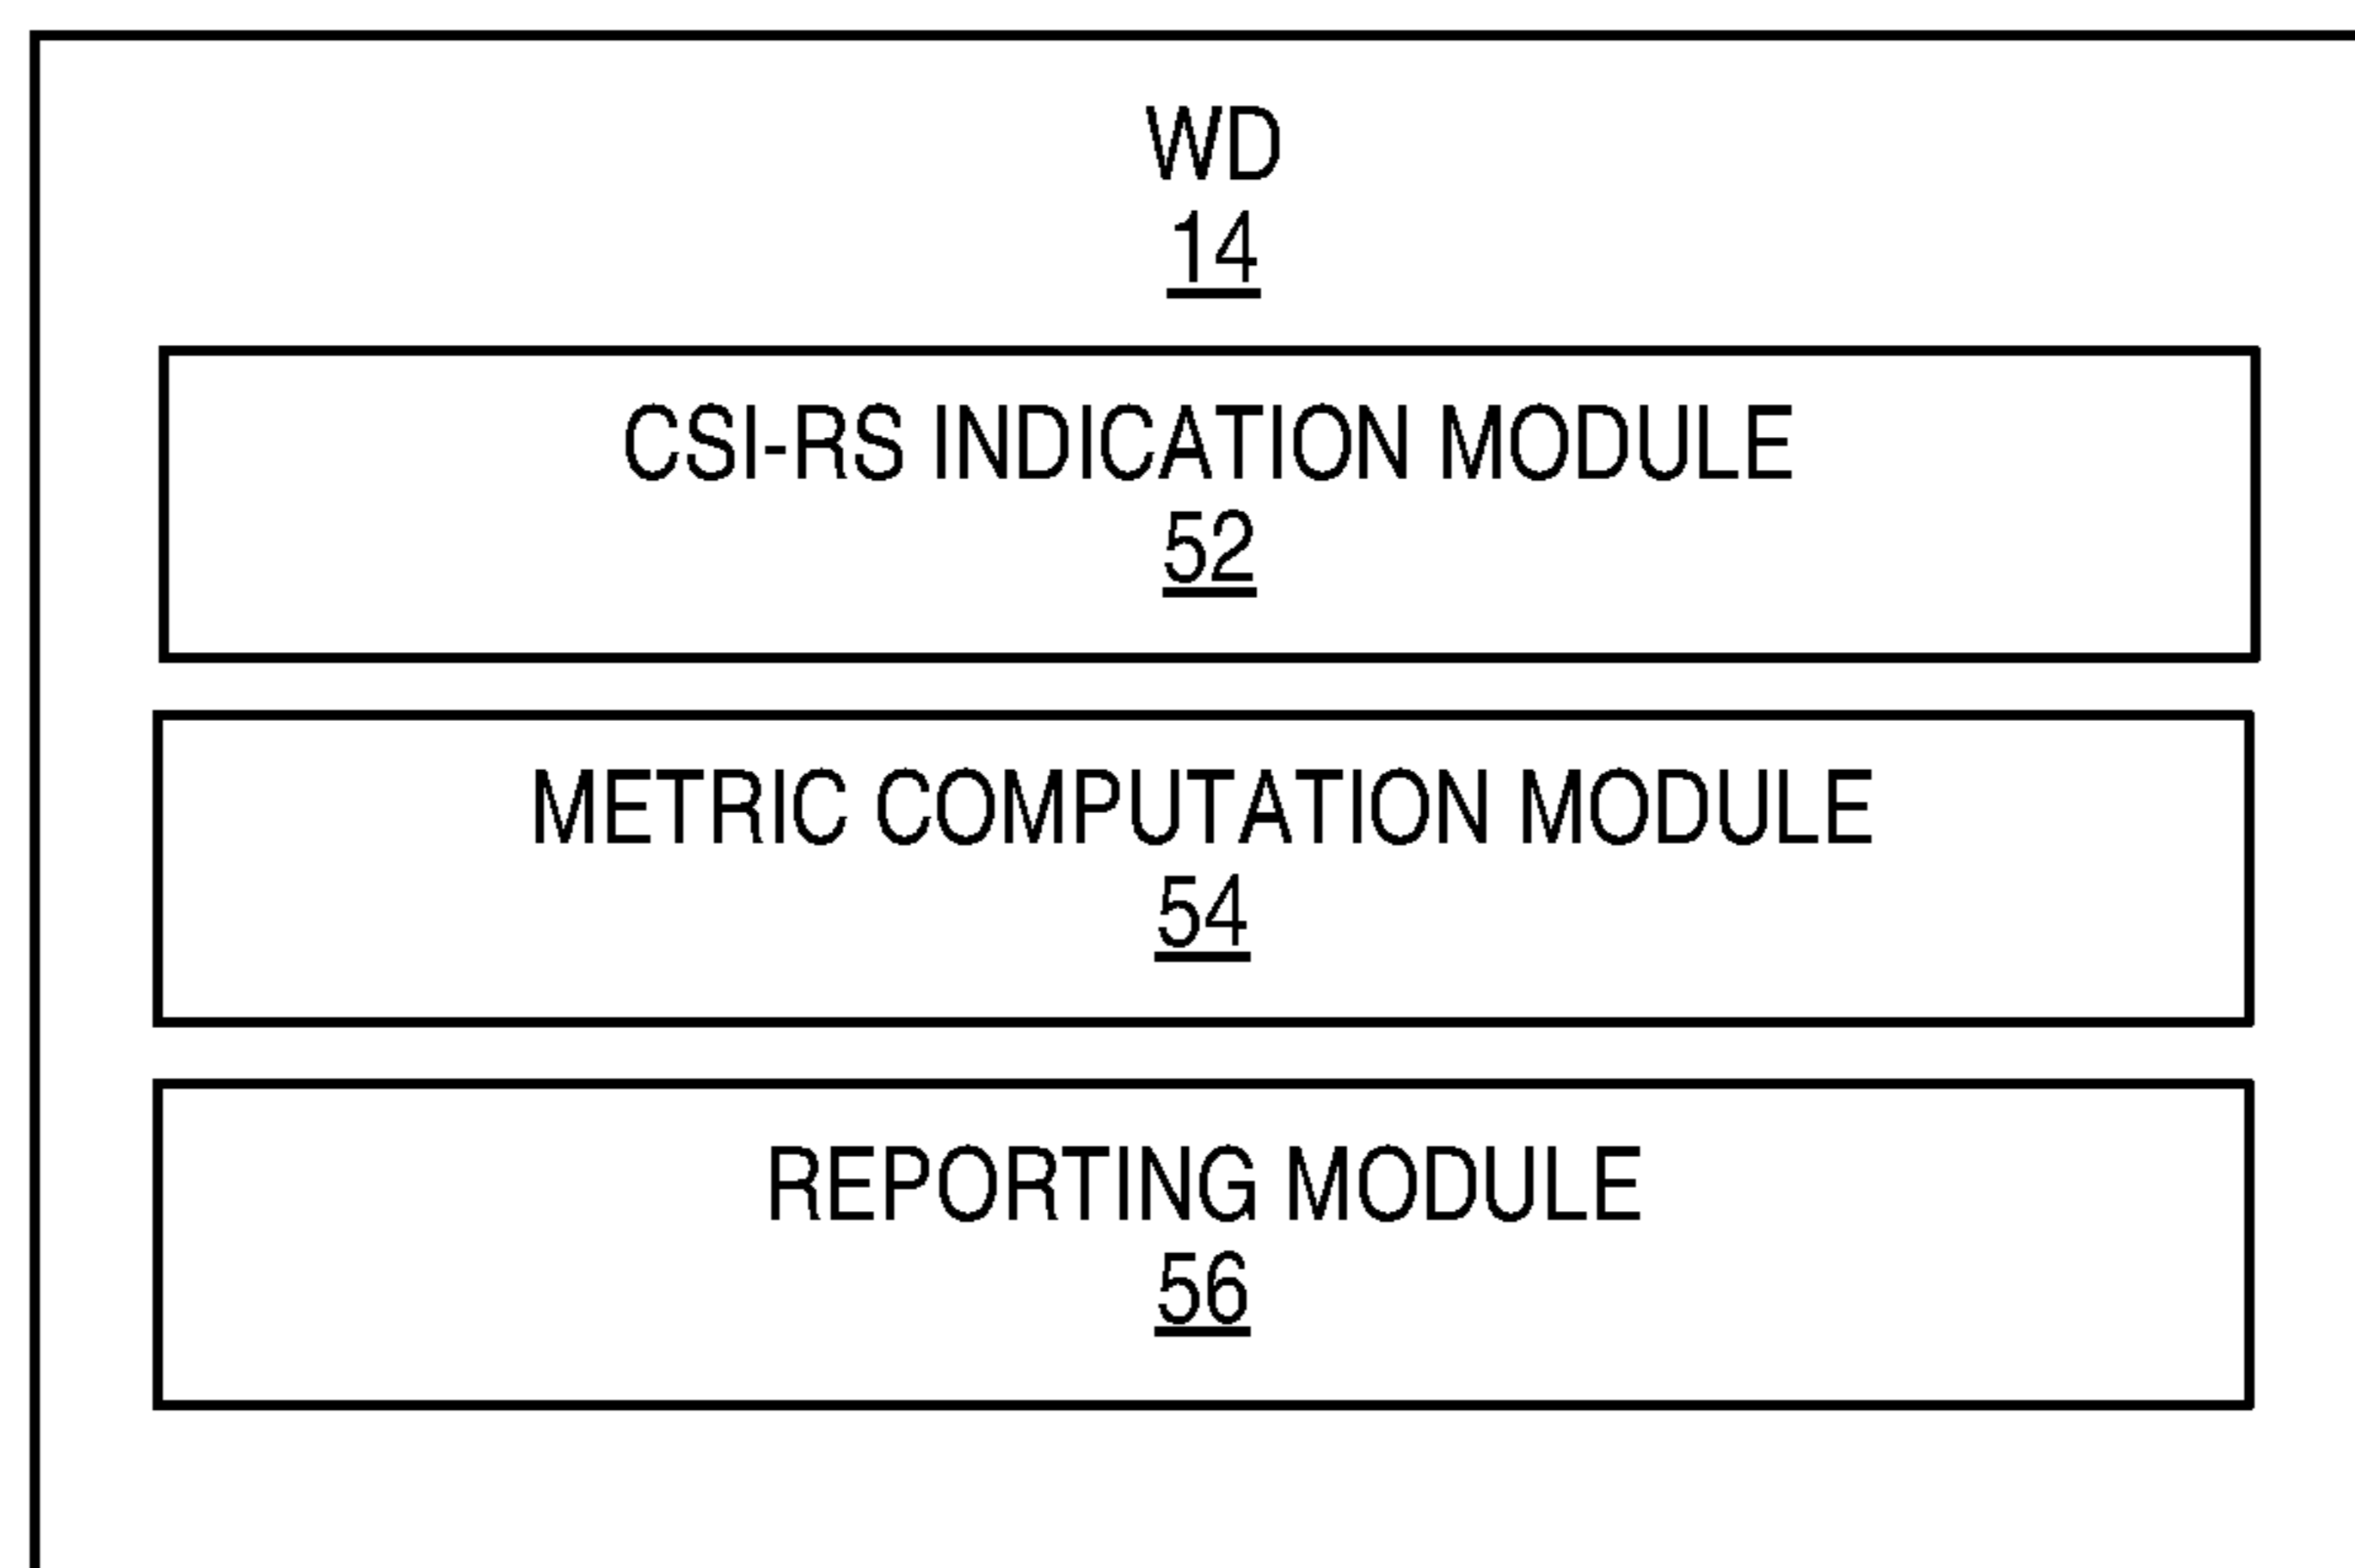 WD
14
CSI-RS INDICATION MODULE
52
METRIC COMPUTATION MODULE
54
REPORTING MODULE
56